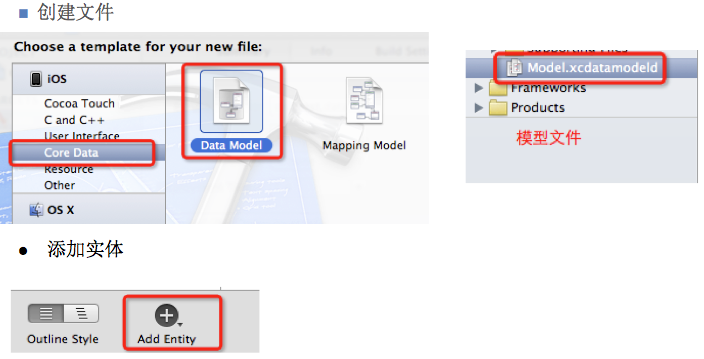 创建文件
Choose a template for your new file:
iOS
Cocoa Touch
C and C++
User Interface
Core Data
Resource
Other
OS X
Data Model
Mapping Model
Supporting Files
Model.xcdatamodeld
Frameworks
Products
模型文件
添加实体
Outline Style
Add Entity